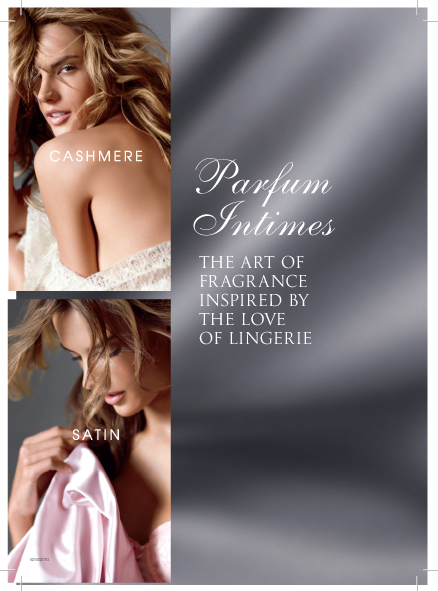 CASHMERE
Parfum
Intimes
THE ART OF
FRAGRANCE
INSPIRED BY
THE LOVE
OF LINGERIE
SATIN